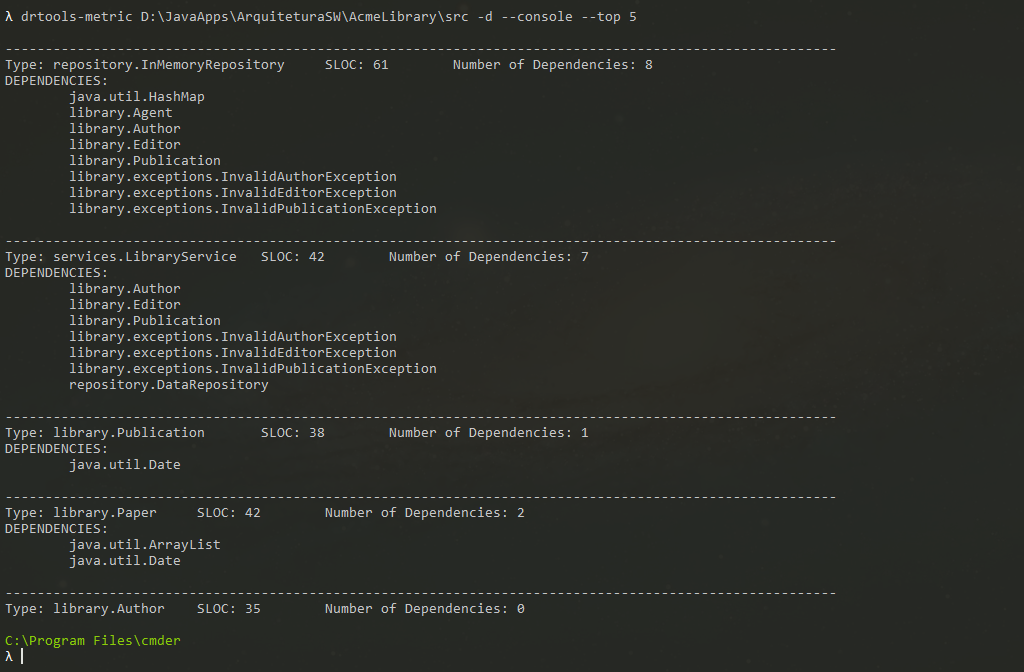 λ drtools-metric D:\JavaApps\ArquiteturaSW\AcmeLibrary\src -d --console --top 5
--------------------------------------------------------------------------------------------------------
Type: repository.InMemoryRepository     SLOC: 61        Number of Dependencies: 8
DEPENDENCIES:
        java.util.HashMap
        library.Agent
        library.Author
        library.Editor
        library.Publication
        library.exceptions.InvalidAuthorException
        library.exceptions.InvalidEditorException
        library.exceptions.InvalidPublicationException
--------------------------------------------------------------------------------------------------------
Type: services.LibraryService   SLOC: 42        Number of Dependencies: 7
DEPENDENCIES:
        library.Author
        library.Editor
        library.Publication
        library.exceptions.InvalidAuthorException
        library.exceptions.InvalidEditorException
        library.exceptions.InvalidPublicationException
        repository.DataRepository
--------------------------------------------------------------------------------------------------------
Type: library.Publication       SLOC: 38        Number of Dependencies: 1
DEPENDENCIES:
        java.util.Date
--------------------------------------------------------------------------------------------------------
Type: library.Paper     SLOC: 42        Number of Dependencies: 2
DEPENDENCIES:
        java.util.ArrayList
        java.util.Date
--------------------------------------------------------------------------------------------------------
Type: library.Author    SLOC: 35        Number of Dependencies: 0
C:\Program Files\cmder
λ